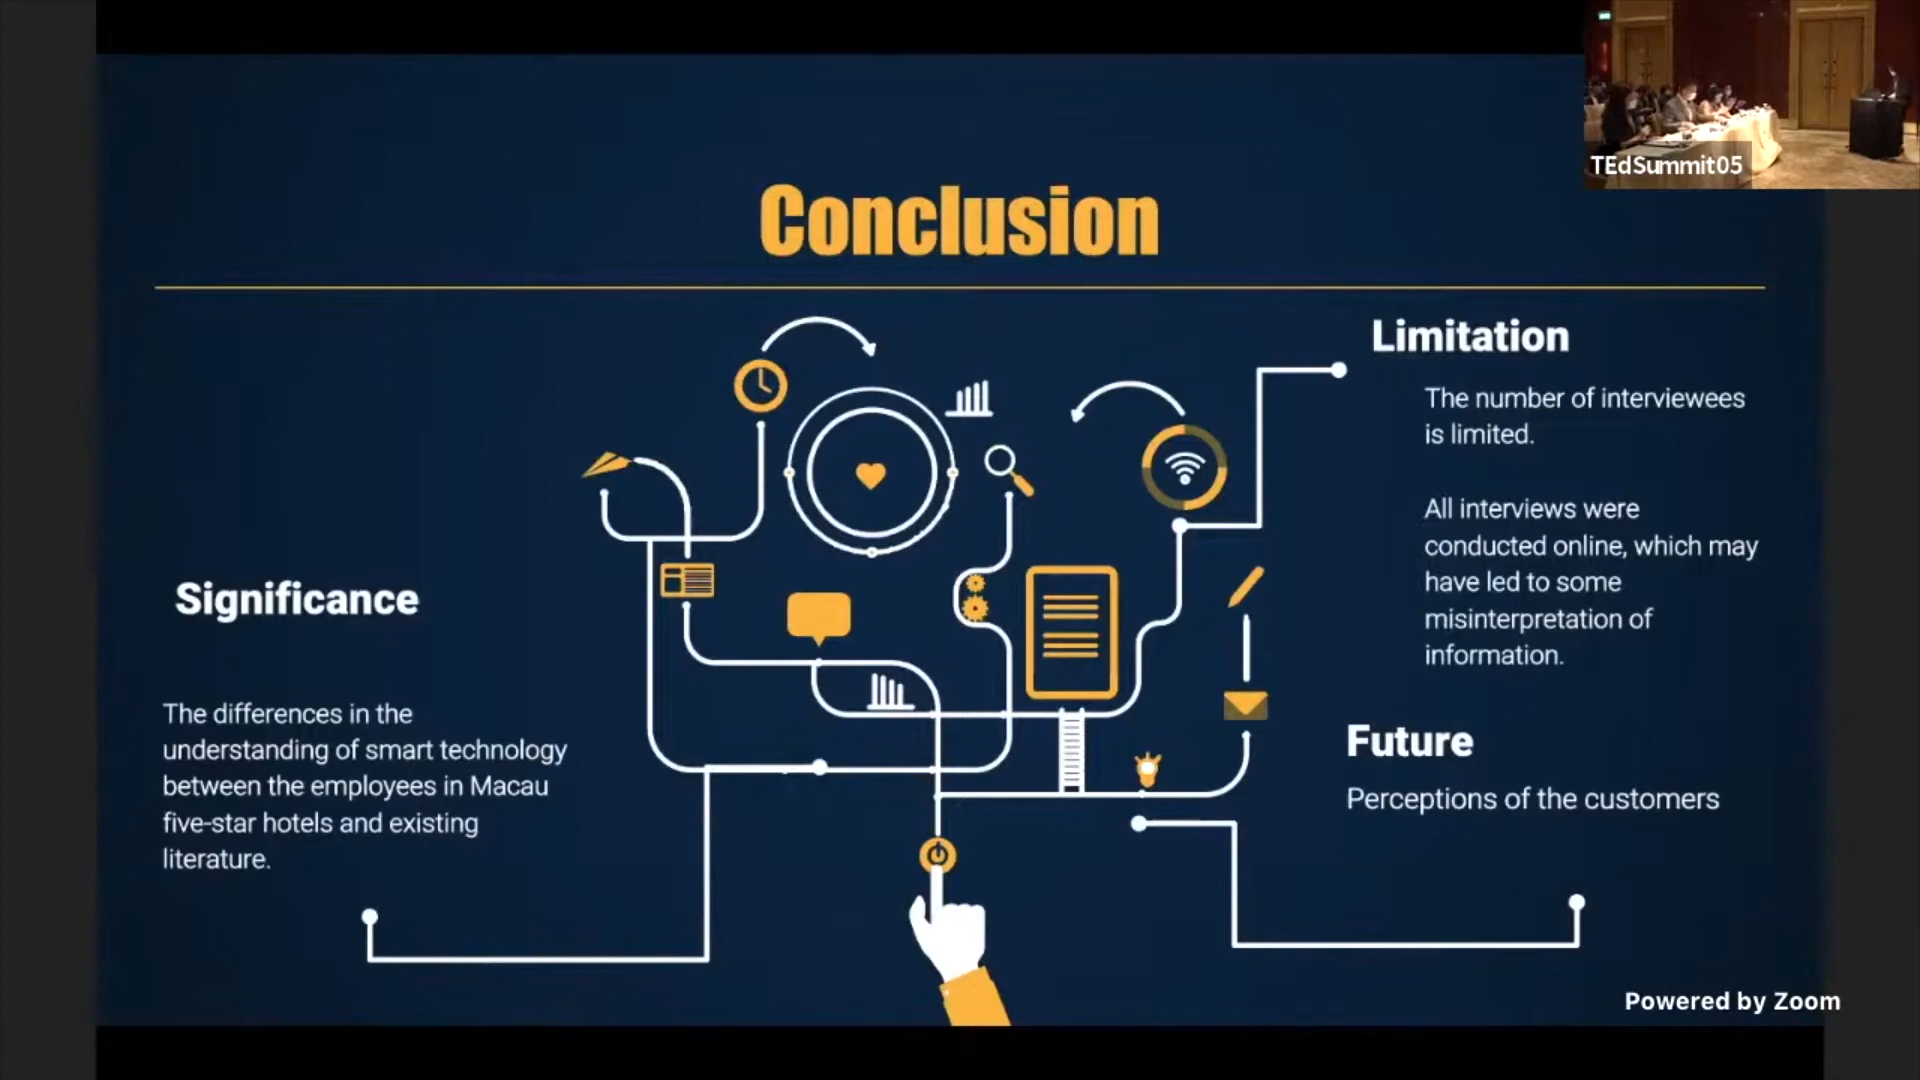 TEdSummit05
Conclusion
Significance
The differences in the
understanding of smart technology
between the employees in Macau
five-star hotels and existing
literature.
Limitation
The number of interviewees
is limited.
All interviews were
conducted online, which may
have led to some
misinterpretation of
information.
Future
Perceptions of the customers
Powered by Zoom